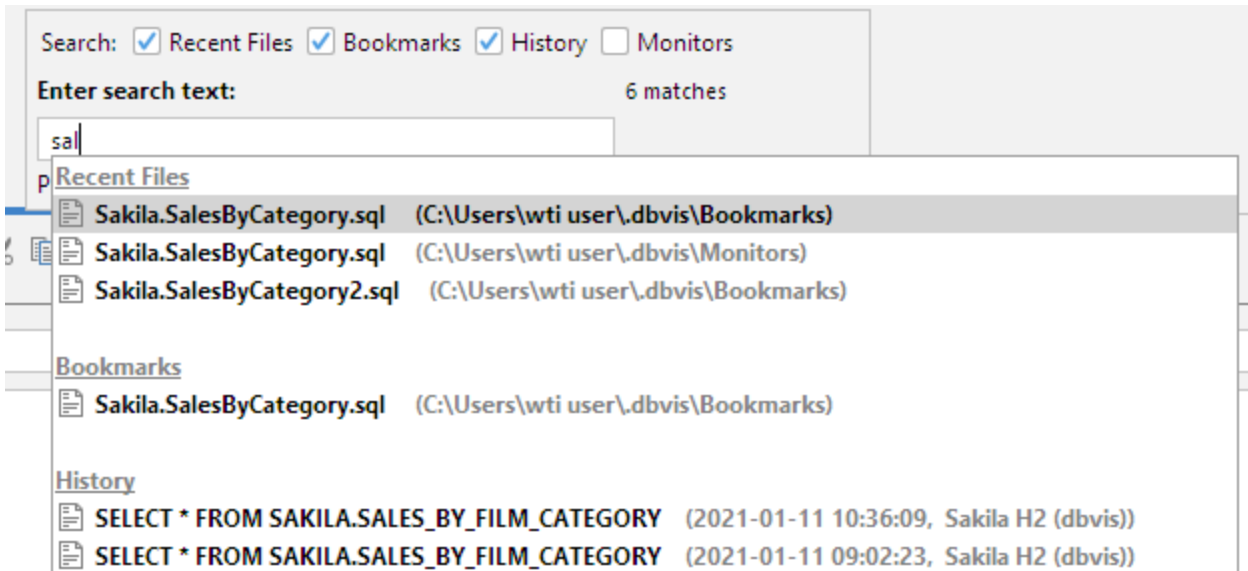 Search: Recent Files Bookmarks History Monitors
Enter search text: 6 matches
sal
P
Recent Files
Sakila.SalesByCategory.sql (C:\Users\wti user\.dbvis\Bookmarks)
Sakila.SalesByCategory.sql (C:\Users\wti user\.dbvis\Monitors)
Sakila.SalesByCategory2.sql (C:\Users\wti user\.dbvis\Bookmarks)
Bookmarks
Sakila.SalesByCategory.sql (C:\Users\wti user\.dbvis\Bookmarks)
History
SELECT * FROM SAKILA.SALES_BY_FILM_CATEGORY (2021-01-11 10:36:09, Sakila H2 (dbvis))
SELECT * FROM SAKILA.SALES_BY_FILM_CATEGORY (2021-01-11 09:02:23, Sakila H2 (dbvis))